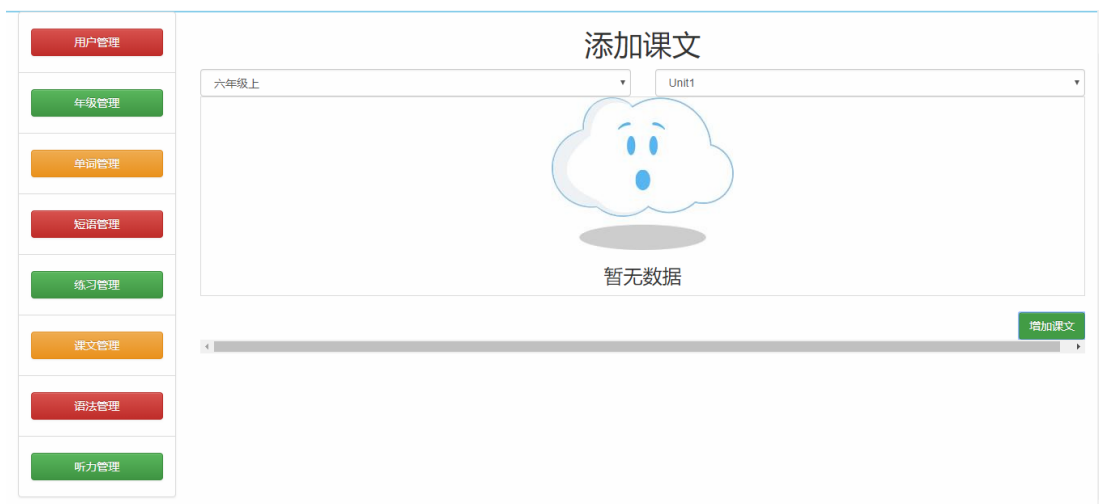 用户管理
年级管理
单词管理
短语管理
练习管理
课文管理
语法管理
听力管理
添加课文
六年级上
Unit1
暂无数据
增加课文